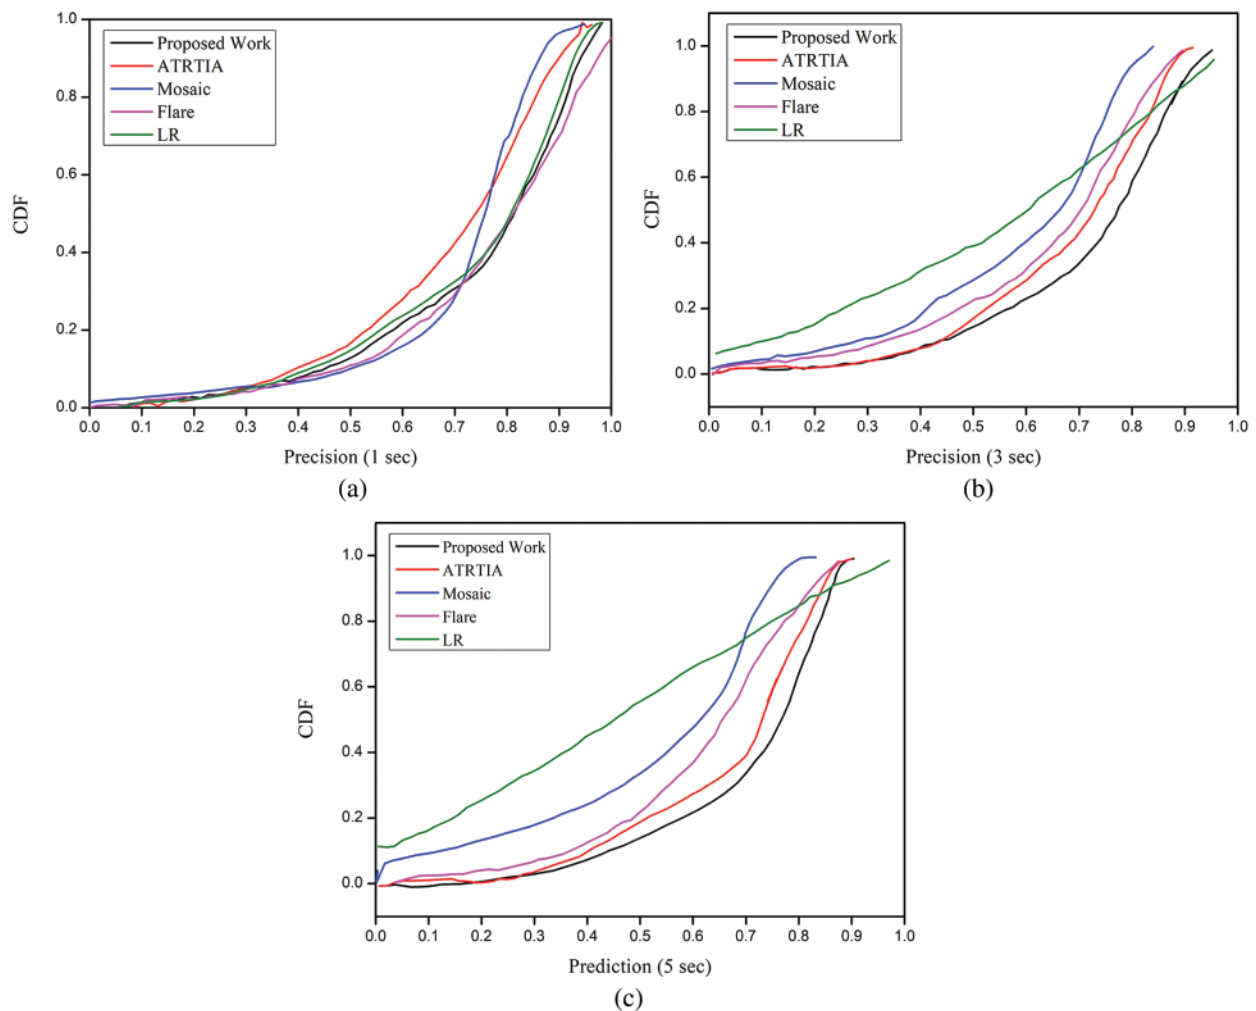 1.0
0.8
0.6
0.4
0.2
0.0
CDF
Proposed Work
ATRTIA
Mosaic
Flare
LR
0.0 0.1 0.2 0.3 0.4 0.5 0.6 0.7 0.8 0.9 1.0
Precision (1 sec)
(a)
1.0
0.8
0.6
0.4
0.2
0.0
CDF
Proposed Work
ATRTIA
Mosaic
Flare
LR
0.0 0.1 0.2 0.3 0.4 0.5 0.6 0.7 0.8 0.9 1.0
Precision (3 sec)
(b)
1.0
0.8
0.6
0.4
0.2
0.0
CDF
Proposed Work
ATRTIA
Mosaic
Flare
LR
0.0 0.1 0.2 0.3 0.4 0.5 0.6 0.7 0.8 0.9 1.0
Prediction (5 sec)
(c)